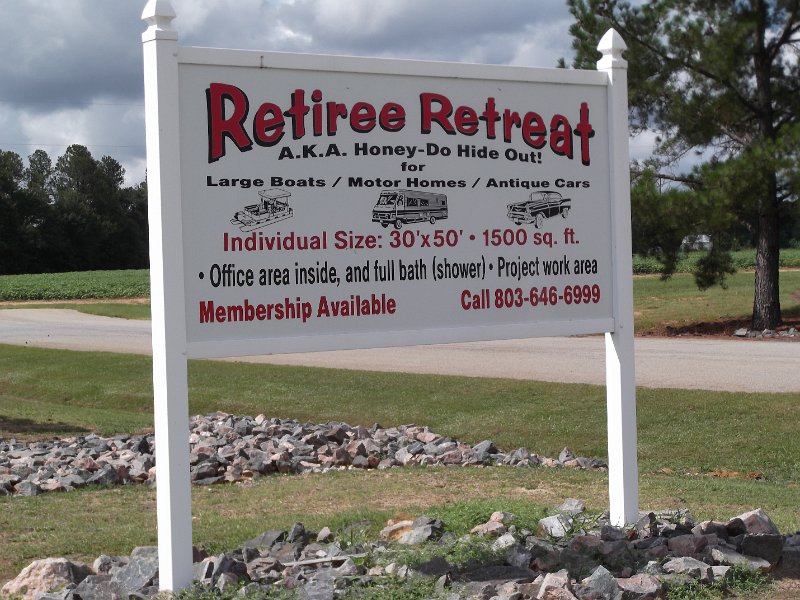 Retiree Retreat
A.K.A. Honey-Do Hide Out!
for
Large Boats / Motor Homes / Antique Cars
Individual Size: 30'x50' • 1500 sq. ft.
• Office area inside, and full bath (shower) • Project work area
Membership Available Call 803-646-6999